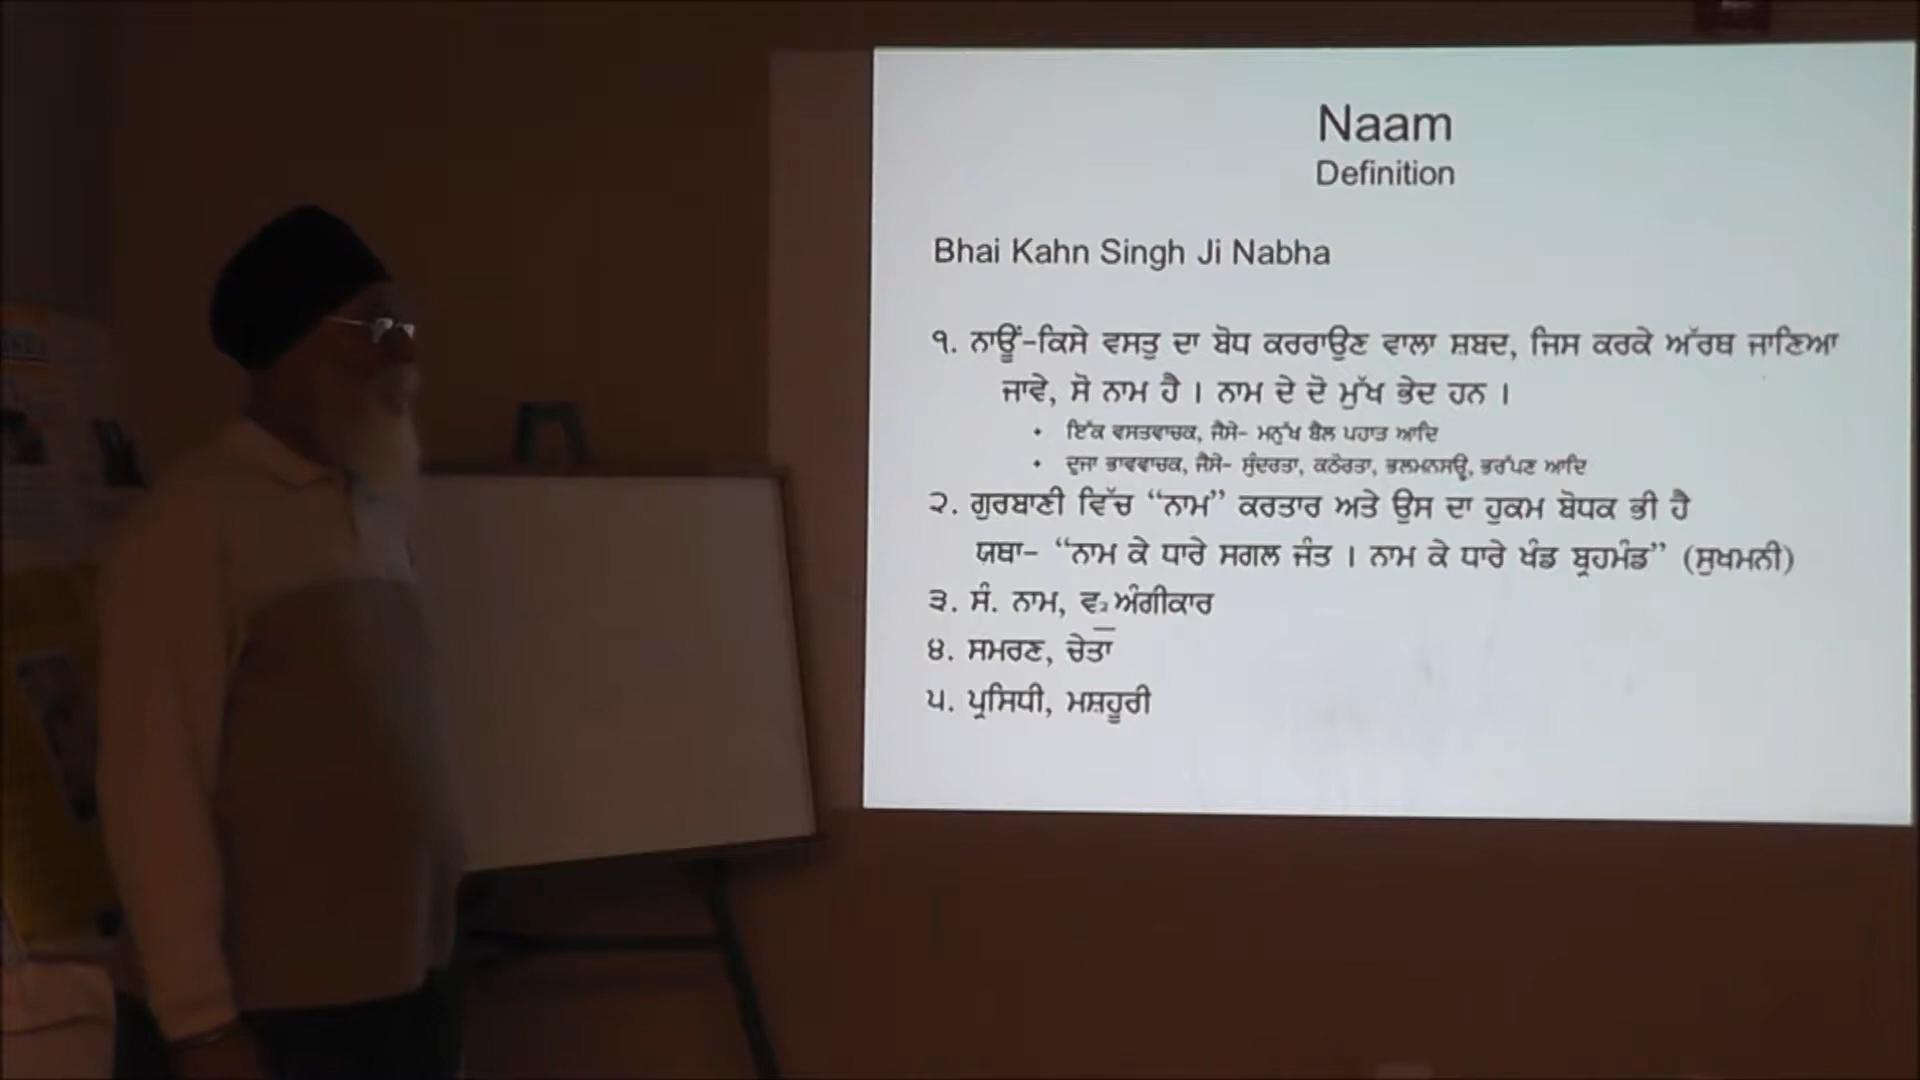 Naam
Definition
Bhai Kahn Singh Ji Nabha
੧. ਨਾਊਂ-ਕਿਸੇ ਵਸਤੁ ਦਾ ਬੋਧ ਕਰਰਾਉਣ ਵਾਲਾ ਸ਼ਬਦ, ਜਿਸ ਕਰਕੇ ਅੱਰਥ ਜਾਣਿਆ
ਜਾਵੇ, ਸੋ ਨਾਮ ਹੈ । ਨਾਮ ਦੇ ਦੋ ਮੁੱਖ ਭੇਦ ਹਨ ।
• ਇੱਕ ਵਸਤਵਾਚਕ, ਜੈਸੇ- ਮਨੁੱਖ ਬੈਲ ਪਹਾੜ ਆਦਿ
• ਦੂਜਾ ਭਾਵਵਾਚਕ, ਜੈਸੇ- ਸੁੰਦਰਤਾ, ਕਠੋਰਤਾ, ਭਲਮਨਸਊ, ਭਰੱਪਣ ਆਦਿ
੨. ਗੁਰਬਾਣੀ ਵਿੱਚ “ਨਾਮ” ਕਰਤਾਰ ਅਤੇ ਉਸ ਦਾ ਹੁਕਮ ਬੋਧਕ ਭੀ ਹੈ
ਯਥਾ- “ਨਾਮ ਕੇ ਧਾਰੇ ਸਗਲ ਜੰਤ । ਨਾਮ ਕੇ ਧਾਰੇ ਖੰਡ ਬ੍ਰਹਮੰਡ” (ਸੁਖਮਨੀ)
੩. ਸੰ. ਨਾਮ, ਅੰਗੀਕਾਰ
੪. ਸਮਰਣ, ਚੇਤਾ
੫. ਪ੍ਰਸਿਧੀ, ਮਸ਼ਹੂਰੀ